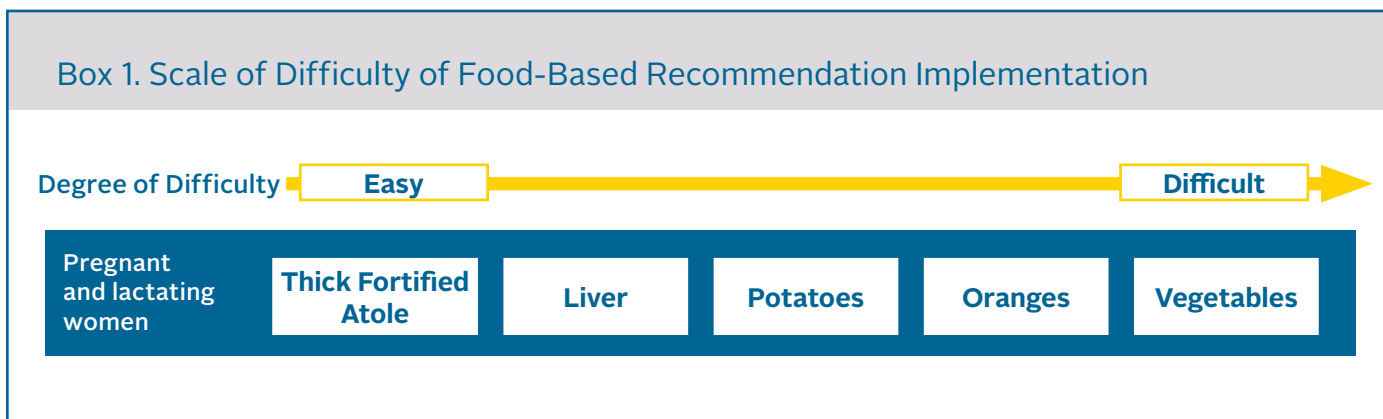 Box 1. Scale of Difficulty of Food-Based Recommendation Implementation
Degree of Difficulty
Easy
Difficult
Pregnant
and lactating
women
Thick Fortified
Atole
Liver
Potatoes
Oranges
Vegetables